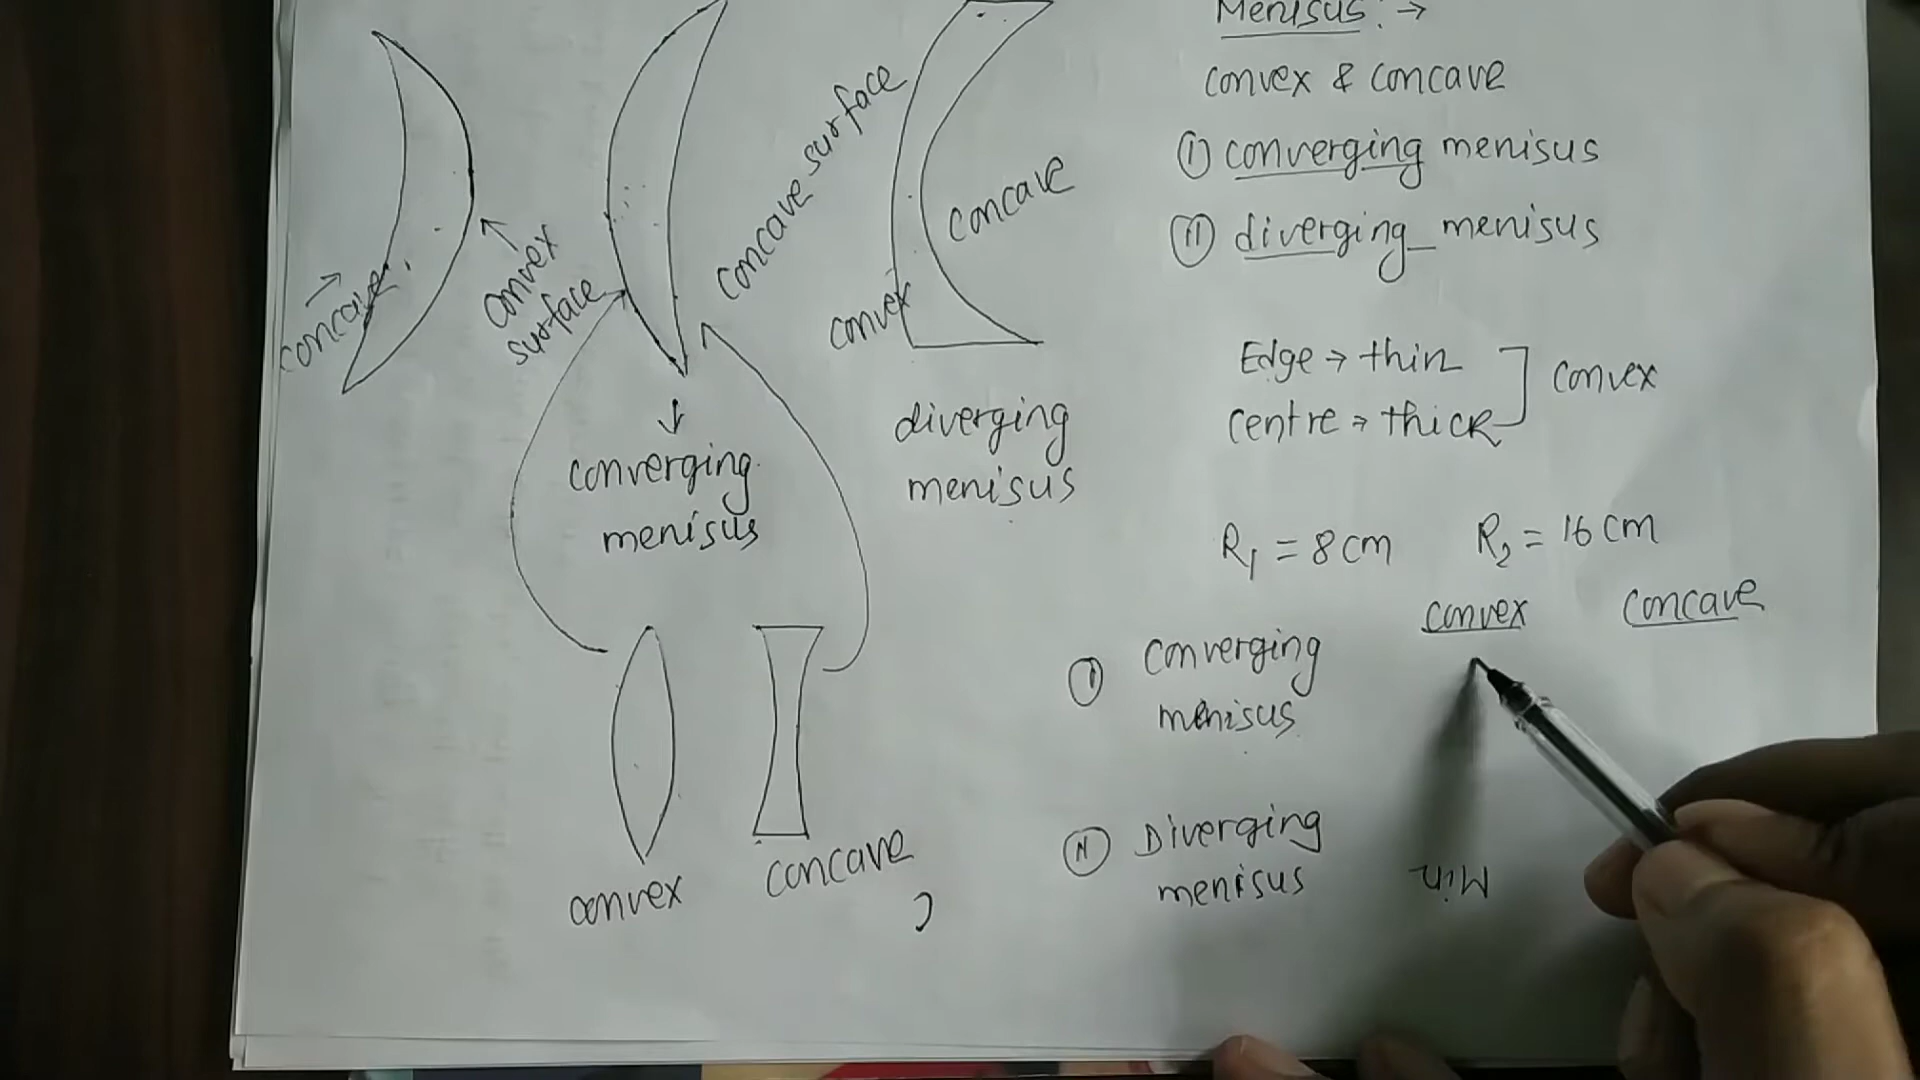 Menisus: →
convex & concave
(I) converging menisus
(II) diverging menisus
Edge → thin
centre → thick
convex
R1 = 8 cm R2 = 16 cm
convex concave
(I) converging
menisus
(II) Diverging
menisus
Min
concave
convex
surface
concave surface
convex
concave
converging
menisus
diverging
menisus
convex
concave